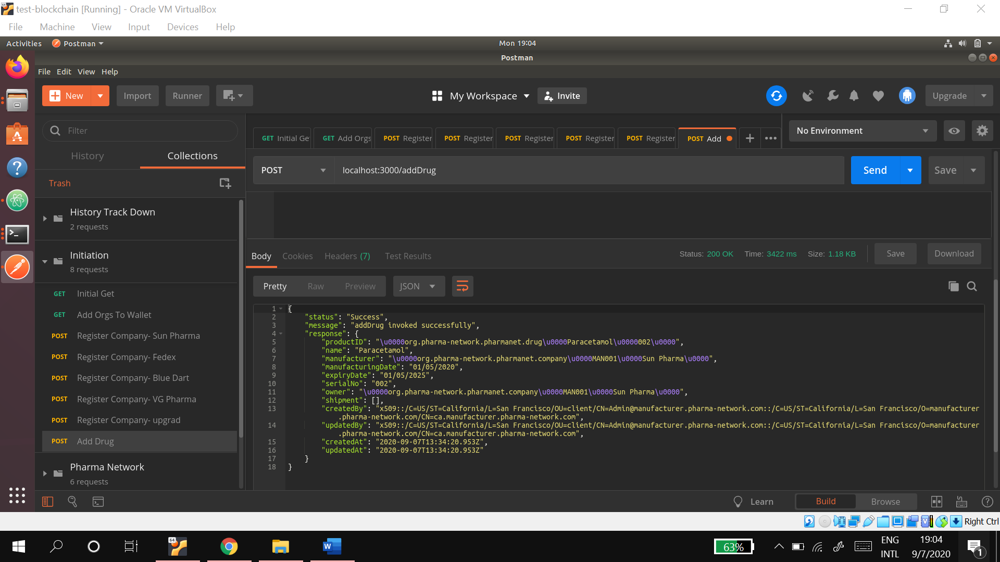 test-blockchain [Running] - Oracle VM VirtualBox
File Machine View Input Devices Help
Activities Postman Mon 19:04
Postman
File Edit View Help
New Import Runner My Workspace Invite Upgrade
Filter
History Collections
Trash
History Track Down
2 requests
Initiation
8 requests
GET Initial Get
GET Add Orgs To Wallet
POST Register Company- Sun Pharma
POST Register Company- Fedex
POST Register Company- Blue Dart
POST Register Company- VG Pharma
POST Register Company- upgrad
POST Add Drug
Pharma Network
6 requests
GET Initial Ge GET Add Orgs POST Register POST Register POST Register POST Register POST Register POST Add
No Environment
POST localhost:3000/addDrug Send Save
Body Cookies Headers (7) Test Results Status: 200 OK Time: 3422 ms Size: 1.18 KB Save Download
Pretty Raw Preview JSON
1 {
2 "status": "Success",
3 "message": "addDrug invoked successfully",
4 "response": {
5 "productID": "\u0000org.pharma-network.pharmanet.drug\u0000Paracetamol\u0000002\u0000",
6 "name": "Paracetamol",
7 "manufacturer": "\u0000org.pharma-network.pharmanet.company\u0000MAN001\u0000Sun Pharma\u0000",
8 "manufacturingDate": "01/05/2020",
9 "expiryDate": "01/05/2025",
10 "serialNo": "002",
11 "owner": "\u0000org.pharma-network.pharmanet.company\u0000MAN001\u0000Sun Pharma\u0000",
12 "shipment": [],
13 "createdBy": "x509::/C=US/ST=California/L=San Francisco/OU=client/CN=Admin@manufacturer.pharma-network.com::/C=US/ST=California/L=San Francisco/O=manufacturer
.pharma-network.com/CN=ca.manufacturer.pharma-network.com",
14 "updatedBy": "x509::/C=US/ST=California/L=San Francisco/OU=client/CN=Admin@manufacturer.pharma-network.com::/C=US/ST=California/L=San Francisco/O=manufacturer
.pharma-network.com/CN=ca.manufacturer.pharma-network.com",
15 "createdAt": "2020-09-07T13:34:20.953Z",
16 "updatedAt": "2020-09-07T13:34:20.953Z"
17 }
18 }
Learn Build Browse
Right Ctrl
64
W
63%
ENG
INTL
19:04
9/7/2020
1